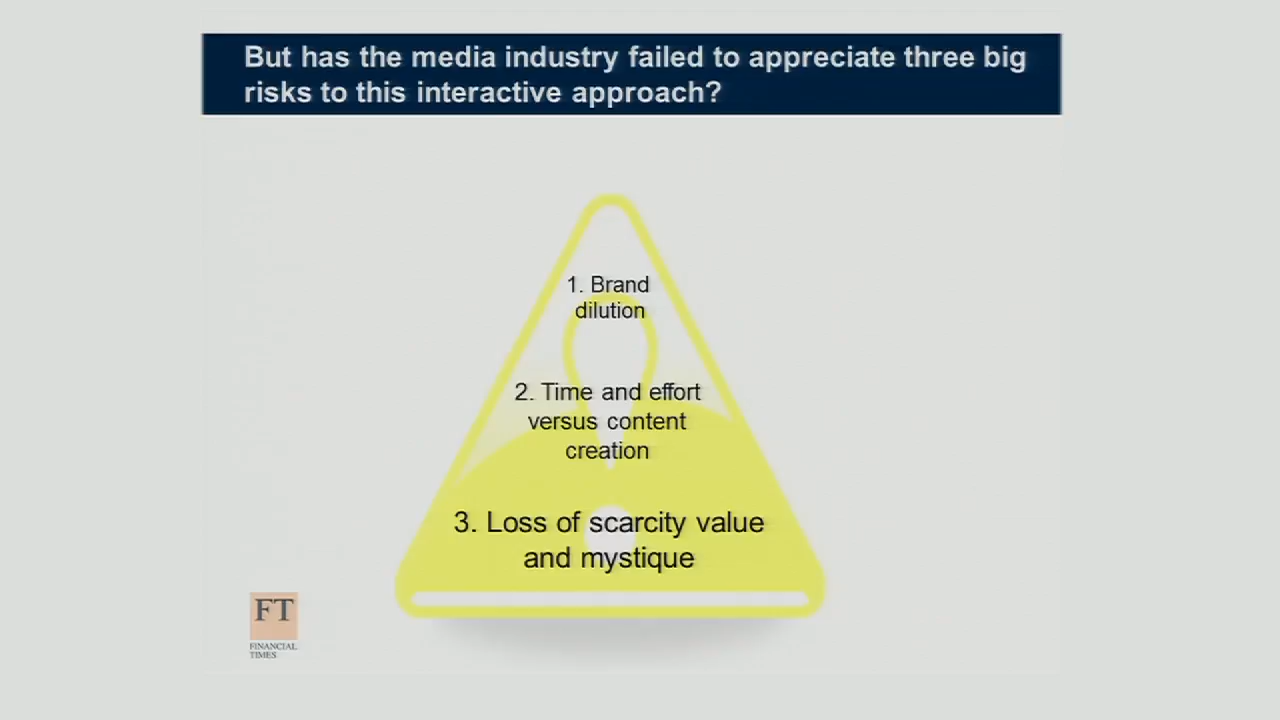 But has the media industry failed to appreciate three big
risks to this interactive approach?
1. Brand
dilution
2. Time and effort
versus content
creation
3. Loss of scarcity value
and mystique
FT
FINANCIAL
TIMES